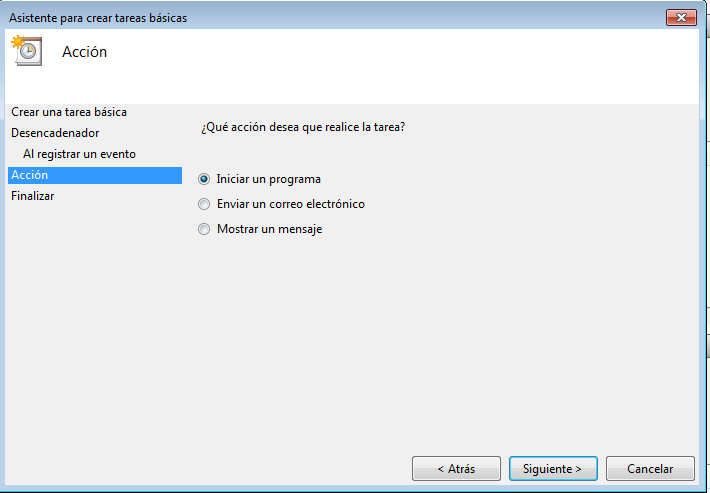 Asistente para crear tareas básicas
Acción
Crear una tarea básica
Desencadenador
Al registrar un evento
Acción
Finalizar
¿Qué acción desea que realice la tarea?
Iniciar un programa
Enviar un correo electrónico
Mostrar un mensaje
< Atrás
Siguiente >
Cancelar